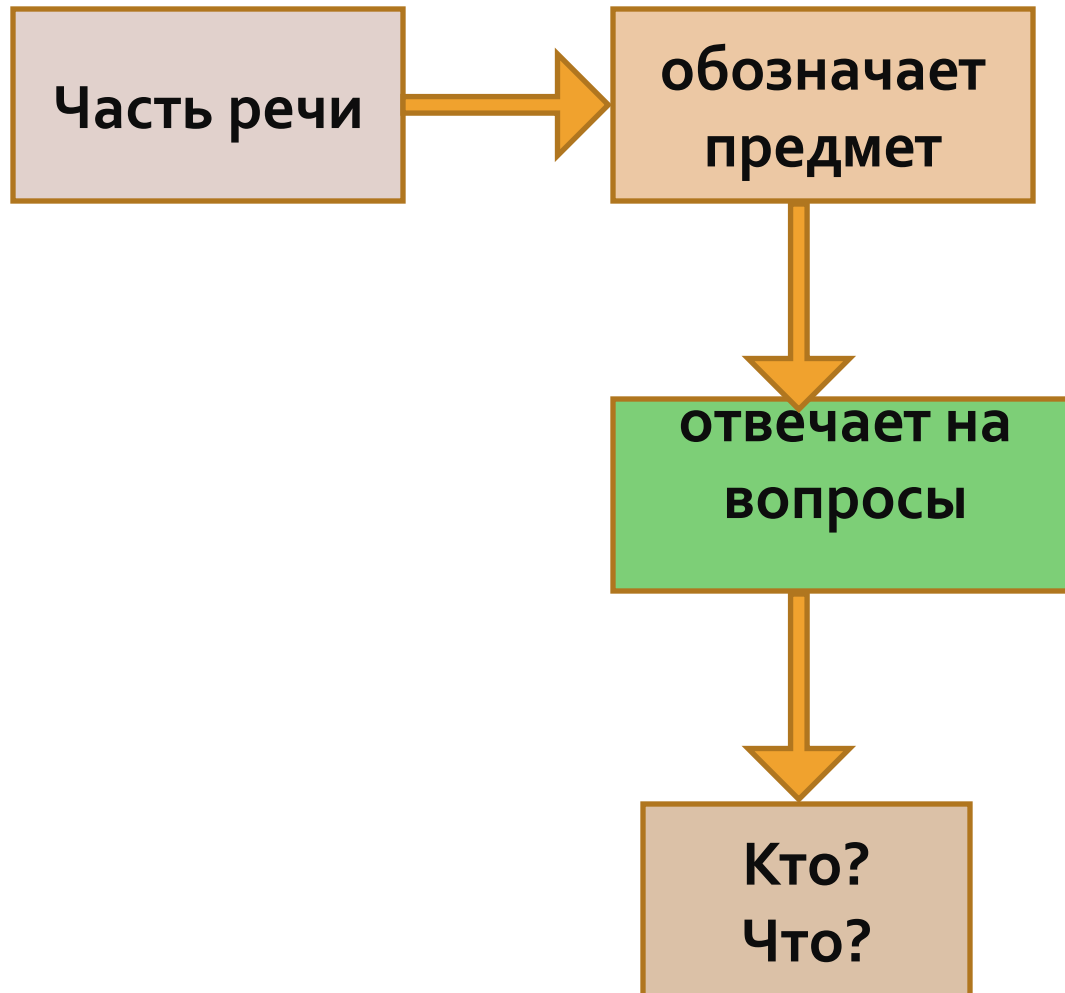 Часть речи
обозначает
предмет
отвечает на
вопросы
Кто?
Что?